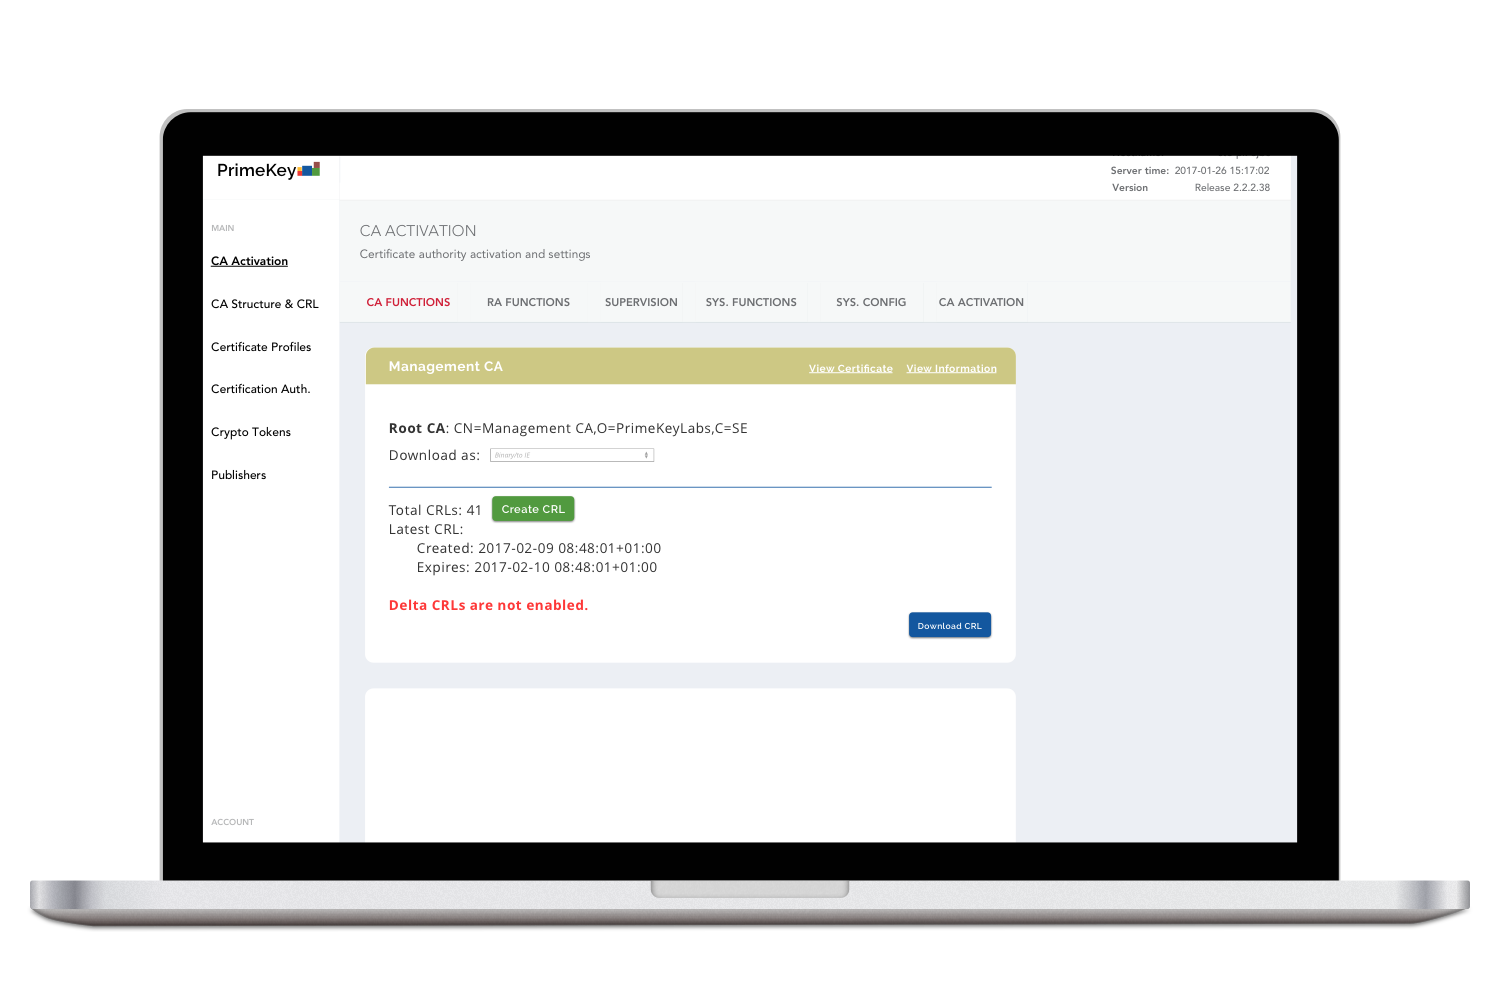 PrimeKey
Server time: 2017-01-26 15:17:02
Version Release 2.2.2.38
MAIN
CA Activation
CA Structure & CRL
Certificate Profiles
Certification Auth.
Crypto Tokens
Publishers
ACCOUNT
CA ACTIVATION
Certificate authority activation and settings
CA FUNCTIONS RA FUNCTIONS SUPERVISION SYS. FUNCTIONS SYS. CONFIG CA ACTIVATION
Management CA View Certificate View Information
Root CA: CN=Management CA,O=PrimeKeyLabs,C=SE
Download as: Binary/to IE
Total CRLs: 41 Create CRL
Latest CRL:
Created: 2017-02-09 08:48:01+01:00
Expires: 2017-02-10 08:48:01+01:00
Delta CRLs are not enabled.
Download CRL